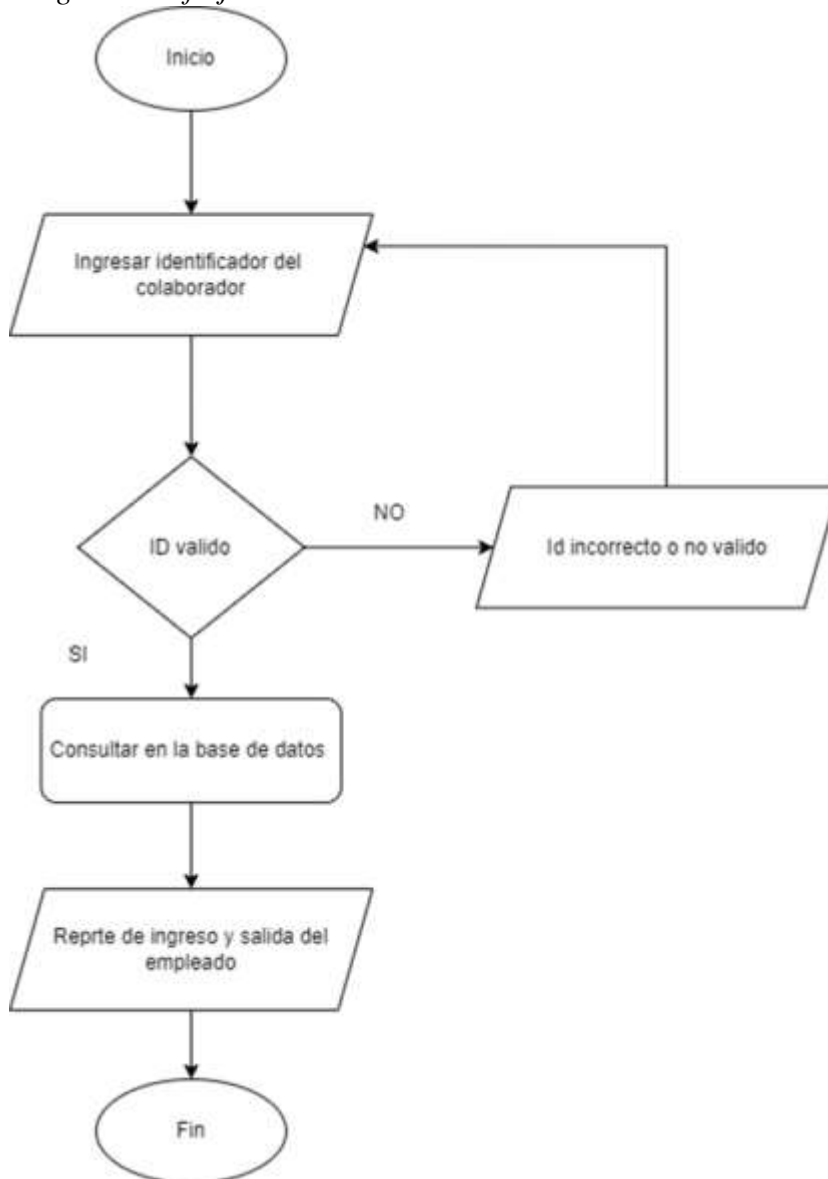 Inicio
Ingresar identificador del
colaborador
ID valido
NO
Id incorrecto o no valido
SI
Consultar en la base de datos
Reprte de ingreso y salida del
empleado
Fin